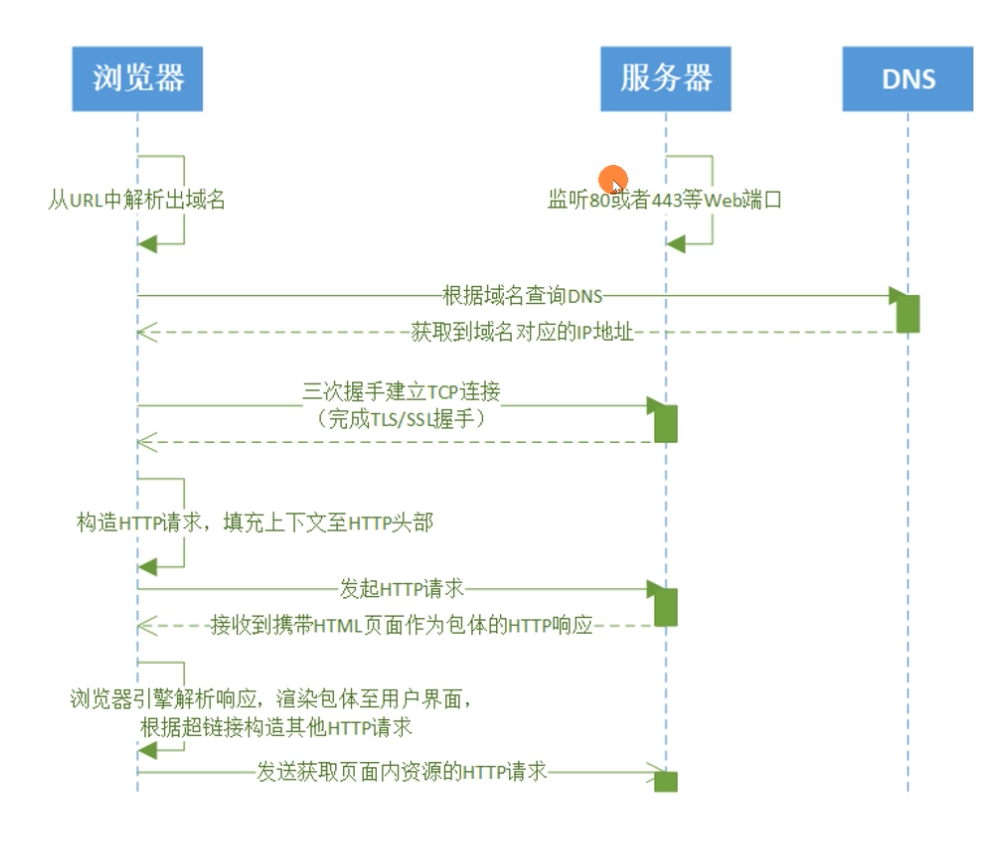 浏览器
服务器
DNS
从URL中解析出域名
监听80或者443等Web端口
根据域名查询DNS
获取到域名对应的IP地址
三次握手建立TCP连接
（完成TLS/SSL握手）
构造HTTP请求，填充上下文至HTTP头部
发起HTTP请求
接收到携带HTML页面作为包体的HTTP响应
浏览器引擎解析响应，渲染包体至用户界面，
根据超链接构造其他HTTP请求
发送获取页面内资源的HTTP请求